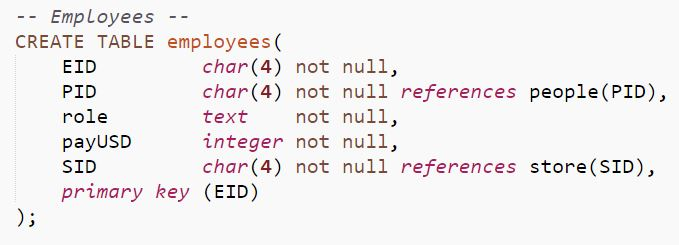 -- Employees --
CREATE TABLE employees(
    EID         char(4) not null,
    PID         char(4) not null references people(PID),
    role        text    not null,
    payUSD      integer not null,
    SID         char(4) not null references store(SID),
    primary key (EID)
);